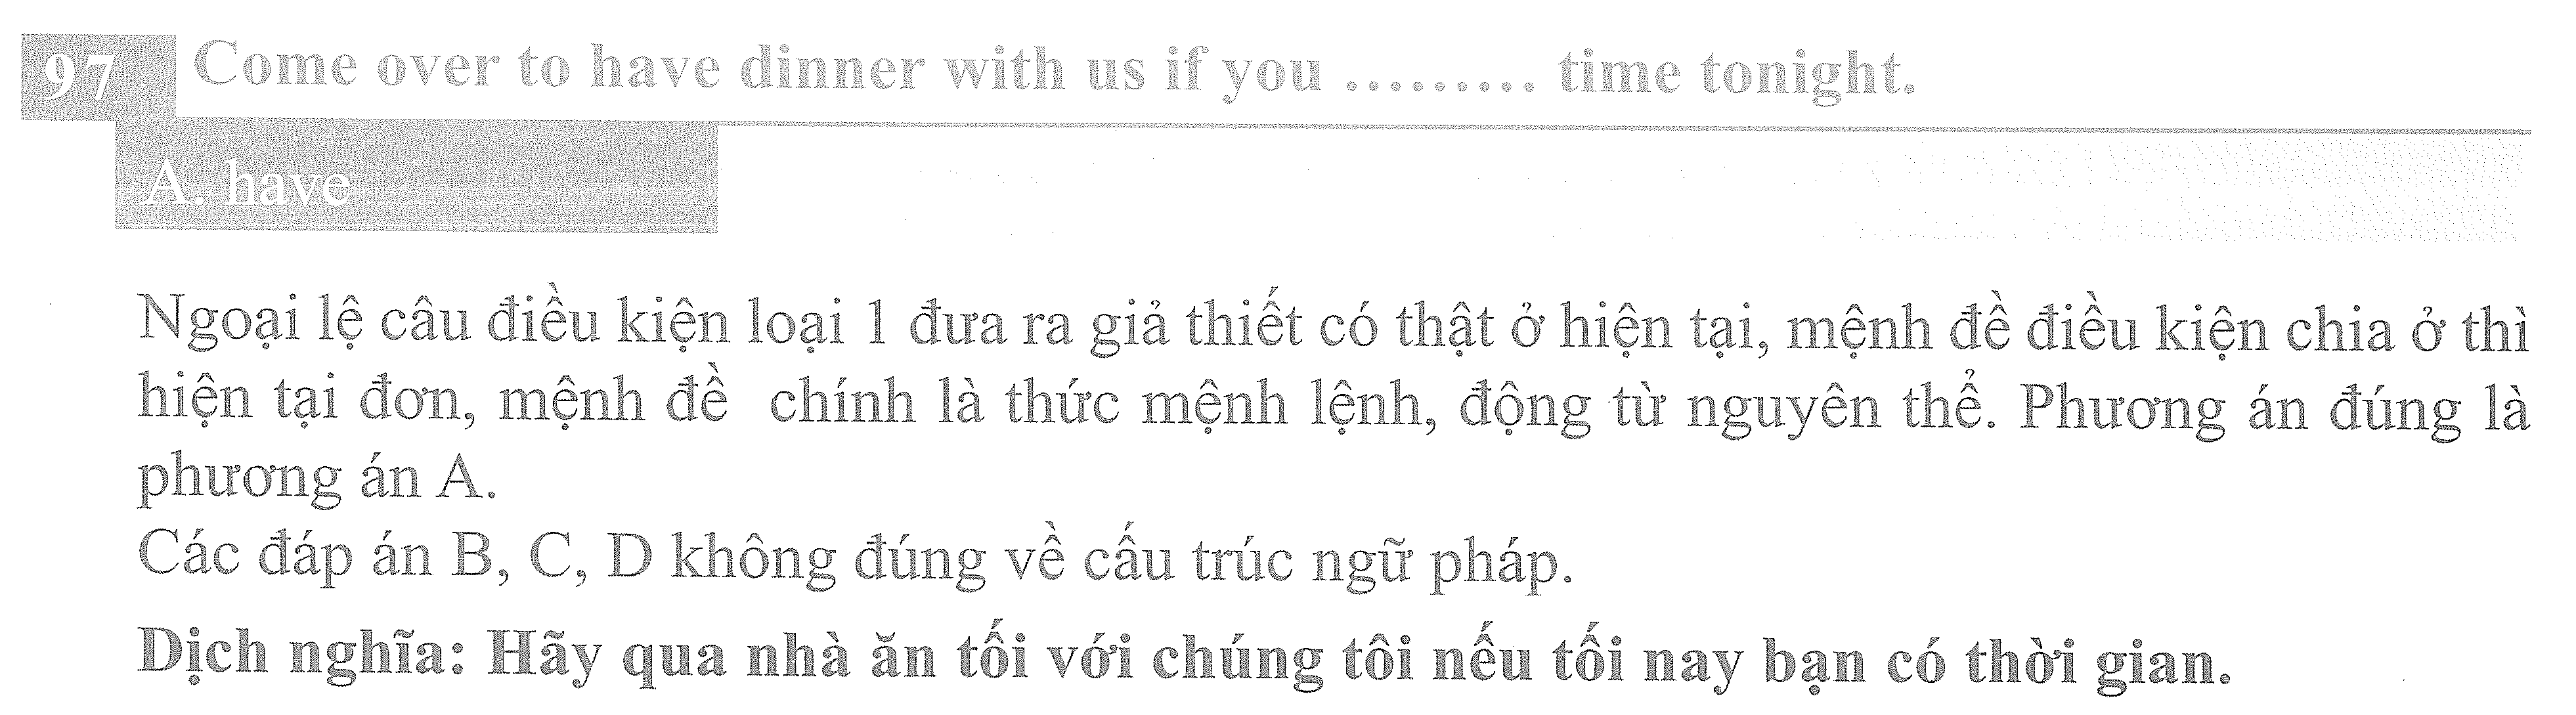 97 Come over to have dinner with us if you ......... time tonight.
A. have
Ngoại lệ câu điều kiện loại 1 đưa ra giả thiết có thật ở hiện tại, mệnh đề điều kiện chia ở thì
hiện tại đơn, mệnh đề chính là thức mệnh lệnh, động từ nguyên thể. Phương án đúng là
phương án A.
Các đáp án B, C, D không đúng về cấu trúc ngữ pháp.
Dịch nghĩa: Hãy qua nhà ăn tối với chúng tôi nếu tối nay bạn có thời gian.